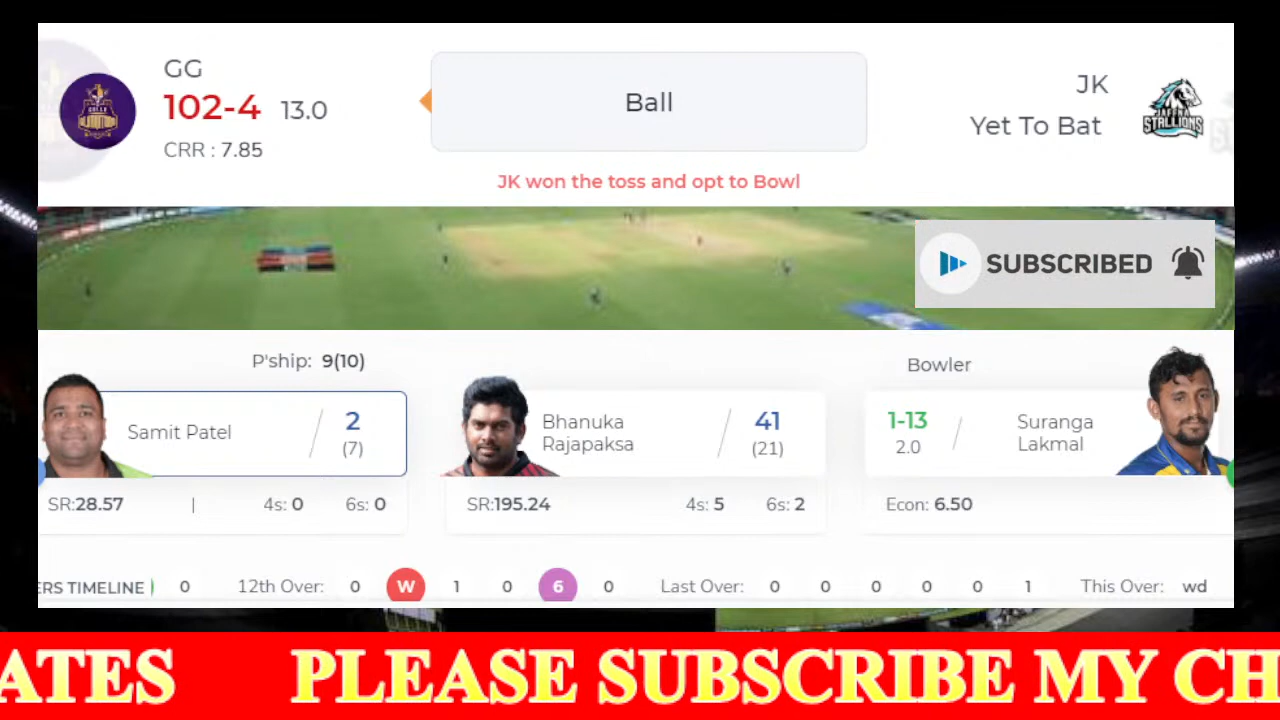 GG
102-4 13.0
CRR : 7.85
Ball
JK won the toss and opt to Bowl
JK
Yet To Bat
JAFFNA
STALLIONS
SUBSCRIBED
P'ship: 9(10)
Samit Patel
2
(7)
SR:28.57 | 4s: 0 6s: 0
Bhanuka
Rajapaksa
41
(21)
SR:195.24 4s: 5 6s: 2
Bowler
1-13
2.0
Suranga
Lakmal
Econ: 6.50
ERS TIMELINE 0 12th Over: 0 W 1 0 6 0 Last Over: 0 0 0 0 0 1 This Over: wd
ATES PLEASE SUBSCRIBE MY CH